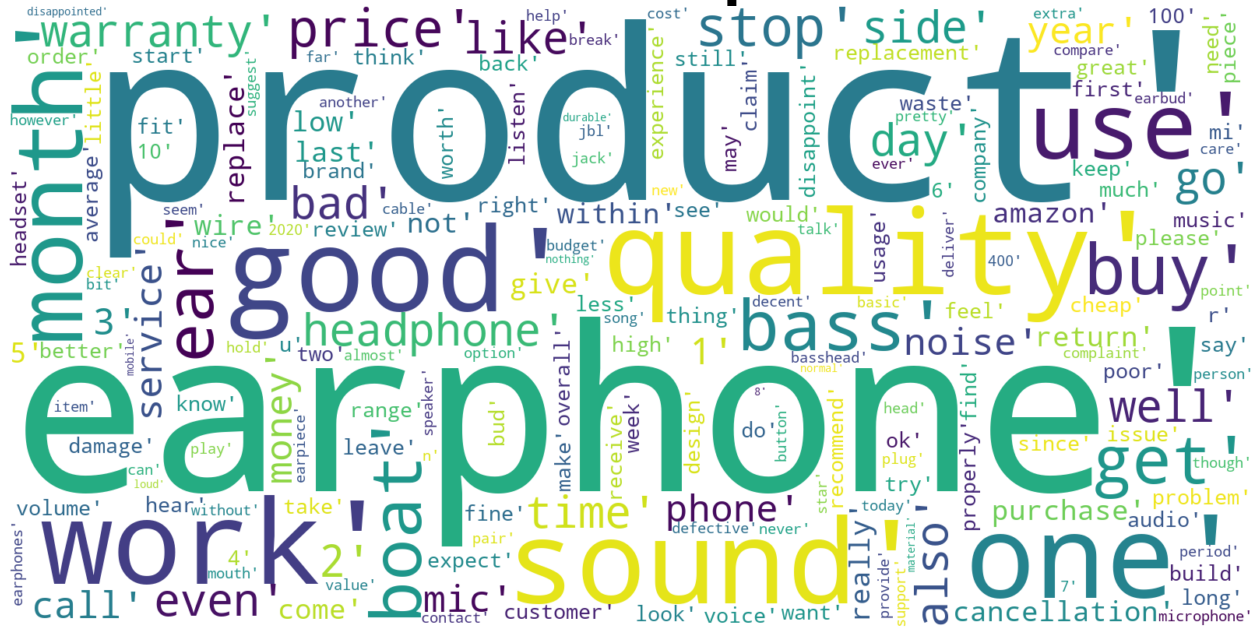 disappointed'
warranty'
price'
like'
help'
break'
stop'
side'
cost'
extra'
year'
100'
order'
start'
far'
think'
back'
still'
replacement'
compare'
great'
need'
piece'
product'
month'
however'
little'
suggest'
replace'
another'
fit'
10'
low'
last'
brand'
worth'
listen'
durable'
jbl'
jack'
experience'
may'
claim'
disappoint'
waste'
pretty'
day'
ever'
company'
first'
earbud'
use'
mi'
care'
keep'
much'
go'
6'
new'
headset'
average'
seem'
bad'
cable'
right'
within'
see'
would'
talk'
amazon'
music'
please'
wire'
2020'
review'
not'
could'
nice'
clear'
bit'
service'
ear'
good'
budget'
nothing'
give'
quality'
usage'
deliver'
400'
buy'
point'
cheap'
basic'
feel'
r'
3'
5'
better'
mobile'
hold'
u'
headphone'
two'
almost'
option'
less'
song'
thing'
high'
1'
decent'
bass'
noise'
basshead'
normal'
return'
complaint'
say'
poor'
person'
earphone'
item'
know'
play'
damage'
can'
loud'
money'
earpiece'
range'
leave'
speaker'
n'
bud'
make'
overall'
receive'
week'
design'
8'
do'
button'
recommend'
star'
head'
ok'
plug'
try'
properly'
find'
since'
issue'
well'
get'
though'
problem'
volume'
hear'
without'
take'
boat'
fine'
pair'
time'
phone'
defective'
never'
today'
purchase'
audio'
earphones'
work'
4'
mouth'
2'
value'
expect'
sound'
really'
provide'
support'
material'
also'
one'
7'
period'
build'
long'
call'
even'
come'
mic'
contact'
customer'
look'
voice'
want'
cancellation'
microphone'